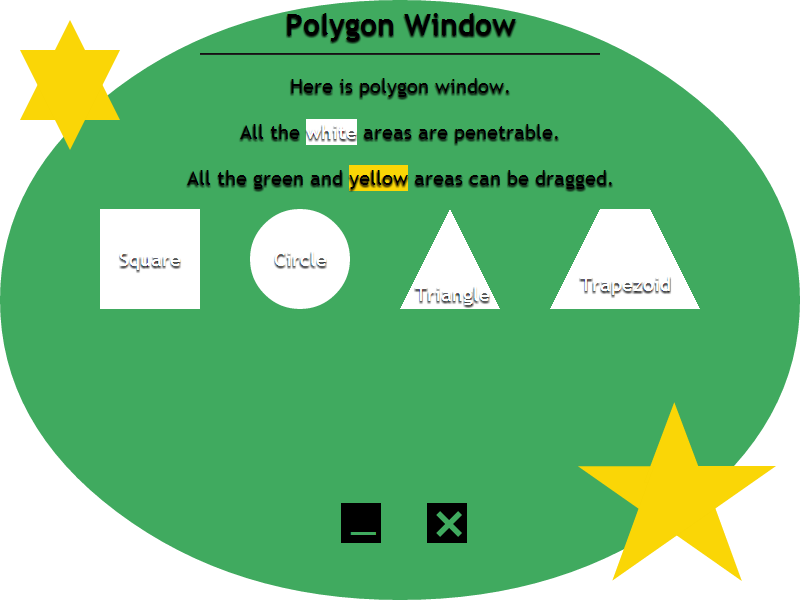 Polygon Window
Here is polygon window.
All the white areas are penetrable.
All the green and yellow areas can be dragged.
Square
Circle
Triangle
Trapezoid